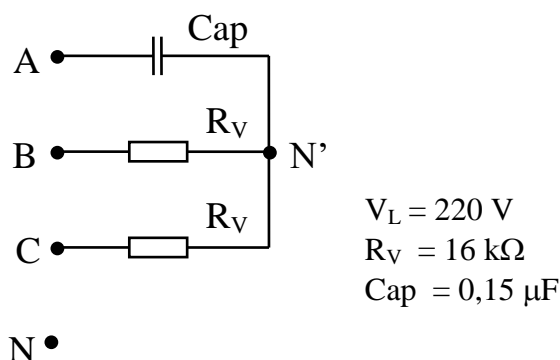 Cap
A
R_V
B
N'
R_V
C
V_L = 220 V
R_V = 16 kΩ
Cap = 0,15 μF
N